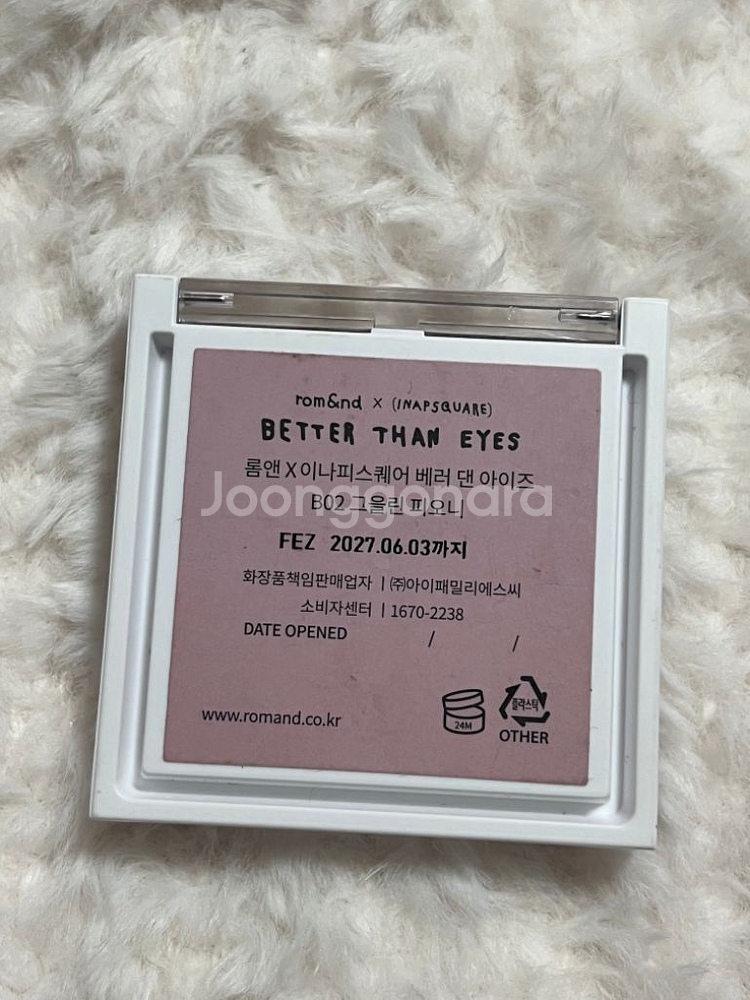 rom&nd x (INAPSQUARE)
BETTER THAN EYES
롬앤 X 이나피스퀘어 베러 댄 아이즈
Joonggonara
B02 그을린 피오니
FEZ 2027.06.03까지
화장품책임판매업자 | ㈜아이패밀리에스씨
소비자센터 | 1670-2238
DATE OPENED / /
www.romand.co.kr
24M
플라스틱
OTHER